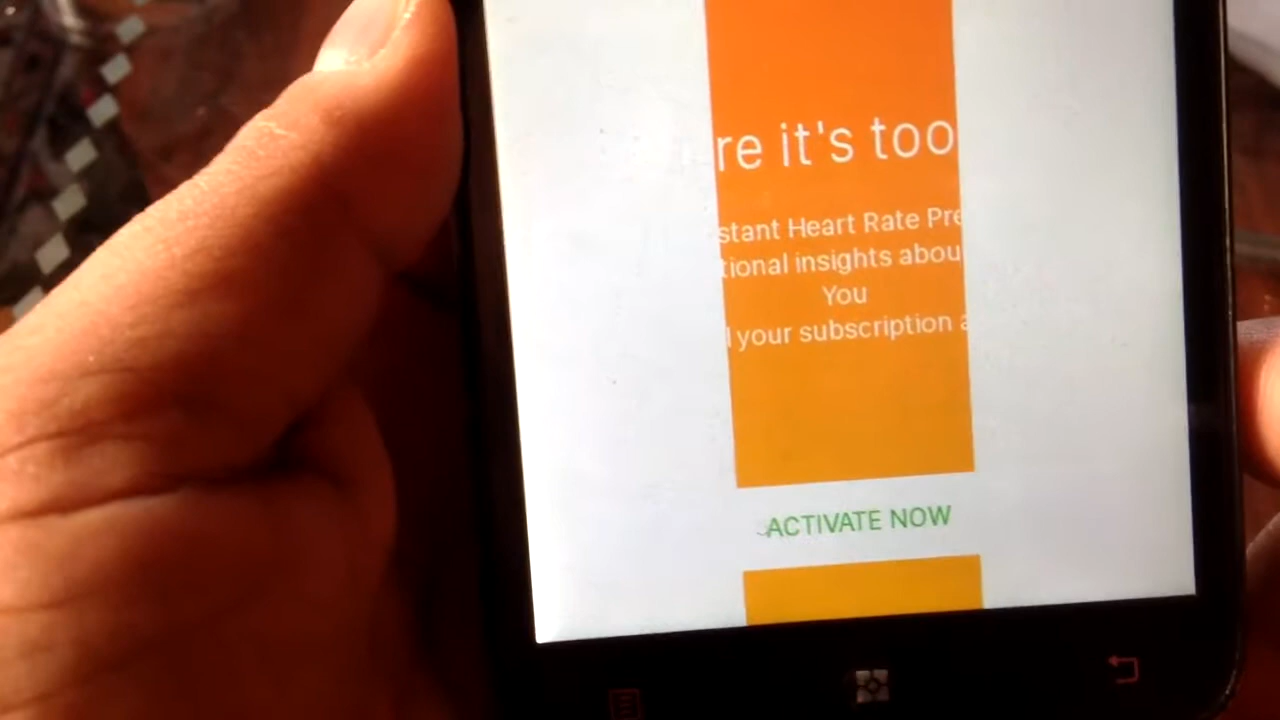 re it's too
stant Heart Rate Pre
tional insights abou
You
l your subscription a
ACTIVATE NOW